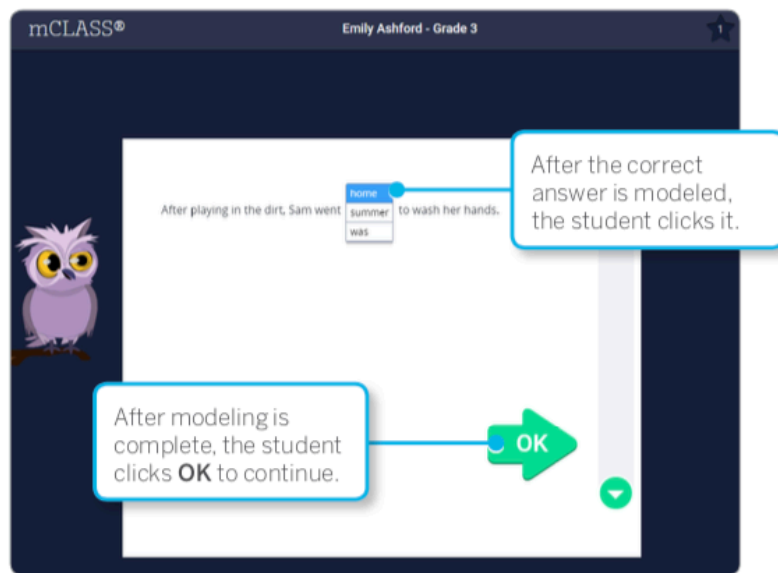 mCLASS®
Emily Ashford - Grade 3
1
After the correct
answer is modeled,
the student clicks it.
home
After playing in the dirt, Sam went summer to wash her hands.
was
After modeling is
complete, the student
clicks OK to continue.
OK